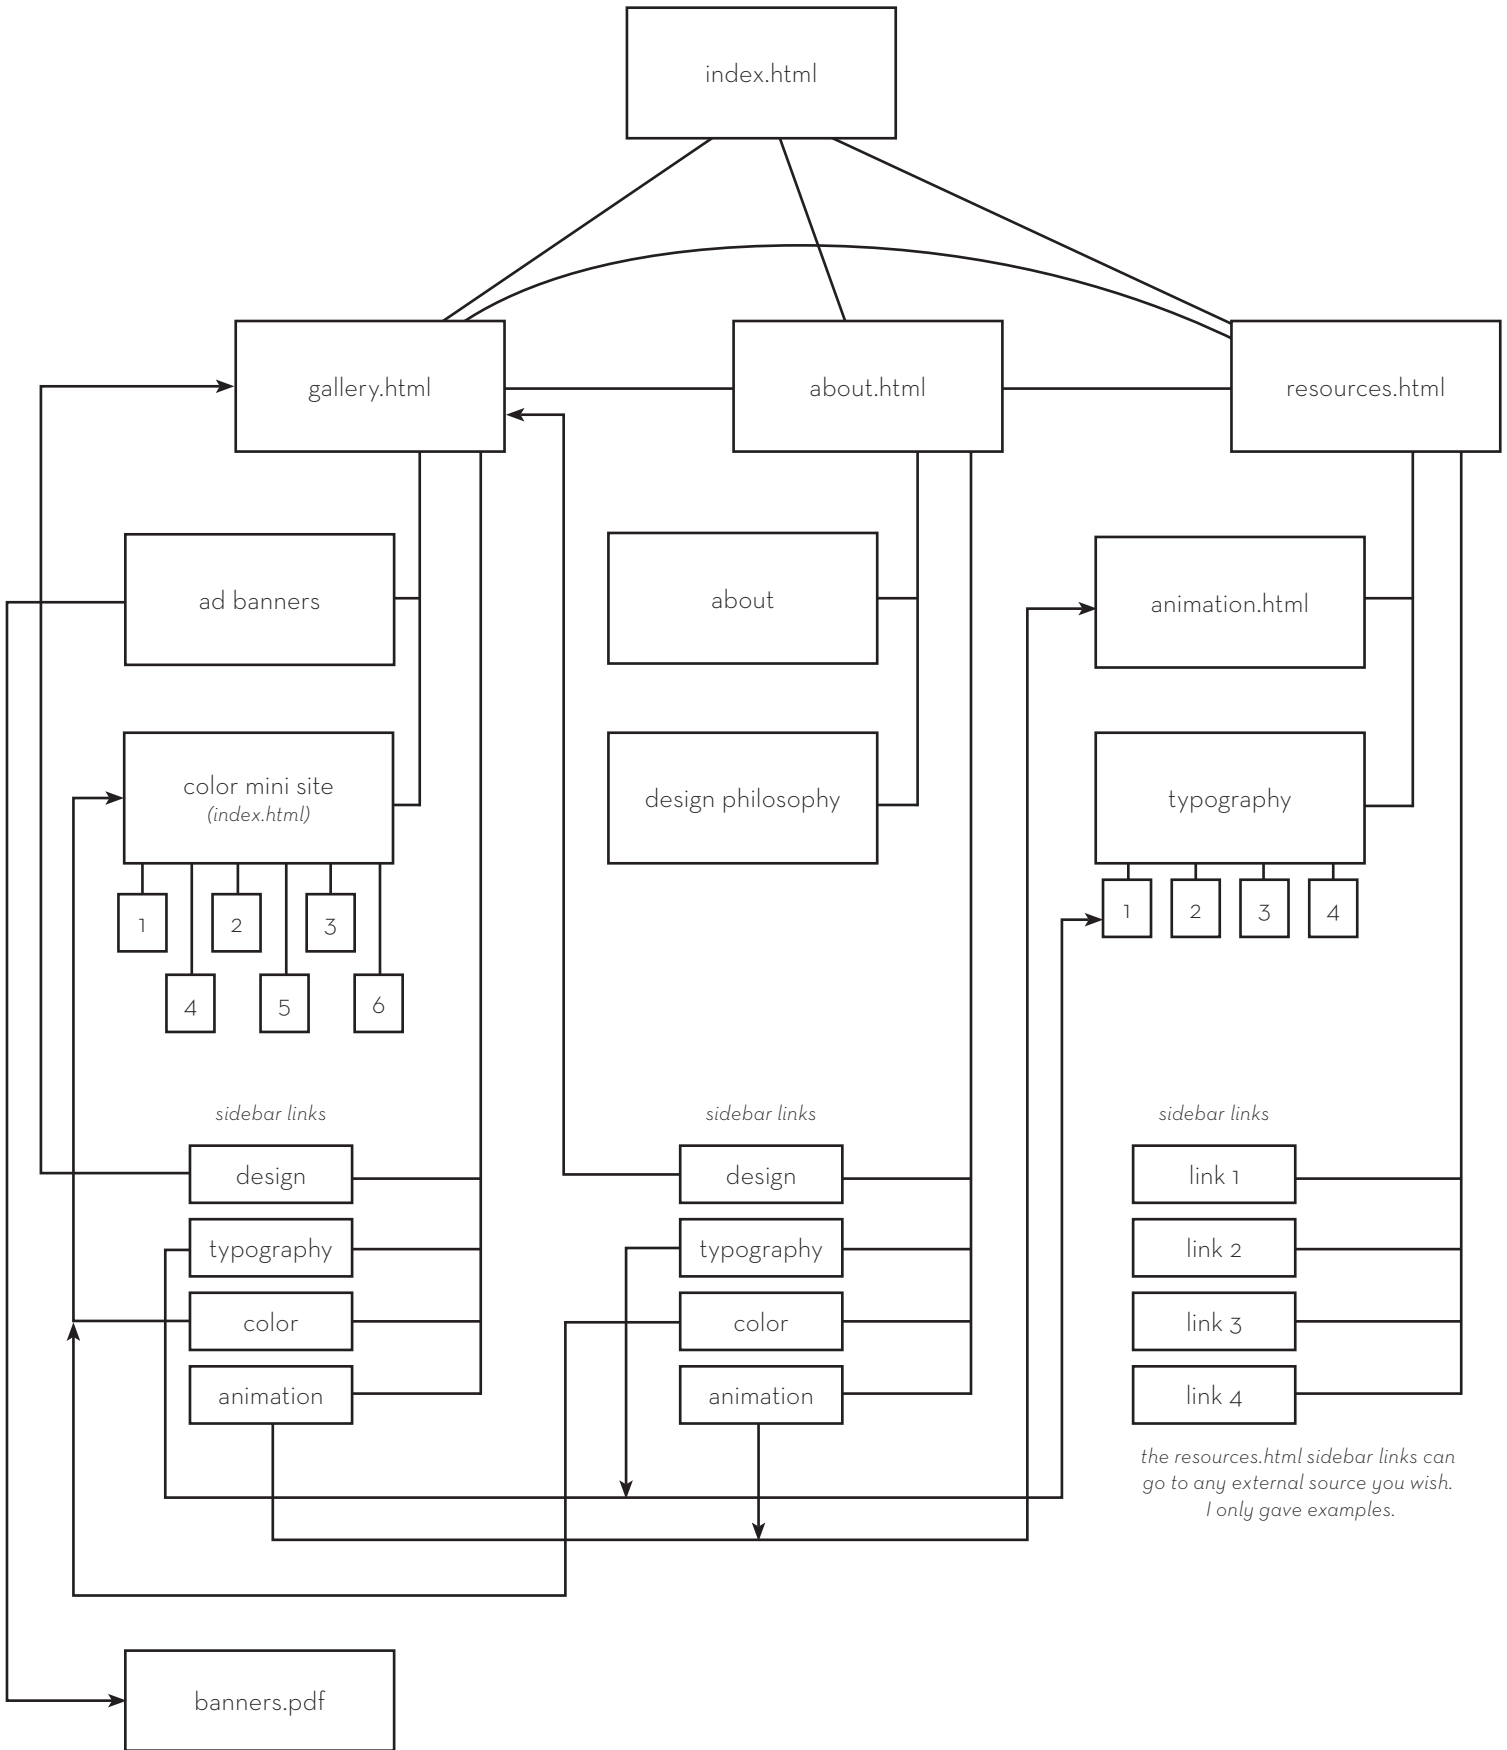 index.html
gallery.html
about.html
resources.html
ad banners
about
animation.html
color mini site
(index.html)
design philosophy
typography
1
2
3
4
5
6
1
2
3
4
sidebar links
design
typography
color
animation
sidebar links
design
typography
color
animation
sidebar links
link 1
link 2
link 3
link 4
the resources.html sidebar links can
go to any external source you wish.
I only gave examples.
banners.pdf